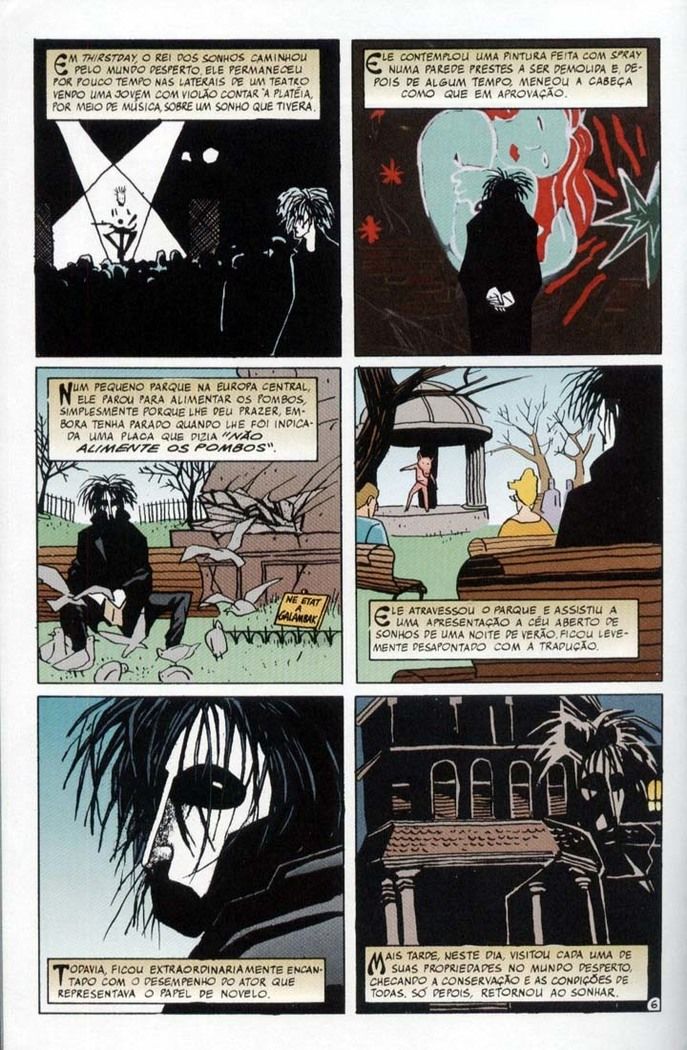 EM THIRSTDAY, O REI DOS SONHOS CAMINHOU
PELO MUNDO DESPERTO. ELE PERMANECEU
POR POUCO TEMPO NAS LATERAIS DE UM TEATRO
VENDO UMA JOVEM COM VIOLÃO CONTAR À PLATÉIA,
POR MEIO DE MÚSICA, SOBRE UM SONHO QUE TIVERA.
ELE CONTEMPLOU UMA PINTURA FEITA COM SPRAY
NUMA PAREDE PRESTES A SER DEMOLIDA E, DE-
POIS DE ALGUM TEMPO, MENEOU A CABEÇA
COMO QUE EM APROVAÇÃO.
NUM PEQUENO PARQUE NA EUROPA CENTRAL,
ELE PAROU PARA ALIMENTAR OS POMBOS,
SIMPLESMENTE PORQUE LHE DEU PRAZER, EM-
BORA TENHA PARADO QUANDO LHE FOI INDICA-
DA UMA PLACA QUE DIZIA "NÃO
ALIMENTE OS POMBOS".
NE ETAT
A
GALAMBAK
ELE ATRAVESSOU O PARQUE E ASSISTIU A
UMA APRESENTAÇÃO A CÉU ABERTO DE
SONHOS DE UMA NOITE DE VERÃO. FICOU LEVE-
MENTE DESAPONTADO COM A TRADUÇÃO.
TODAVIA, FICOU EXTRAORDINARIAMENTE ENCAN-
TADO COM O DESEMPENHO DO ATOR QUE
REPRESENTAVA O PAPEL DE NOVELO.
MAIS TARDE, NESTE DIA, VISITOU CADA UMA DE
SUAS PROPRIEDADES NO MUNDO DESPERTO,
CHECANDO A CONSERVAÇÃO E AS CONDIÇÕES DE
TODAS. SÓ DEPOIS, RETORNOU AO SONHAR.
6